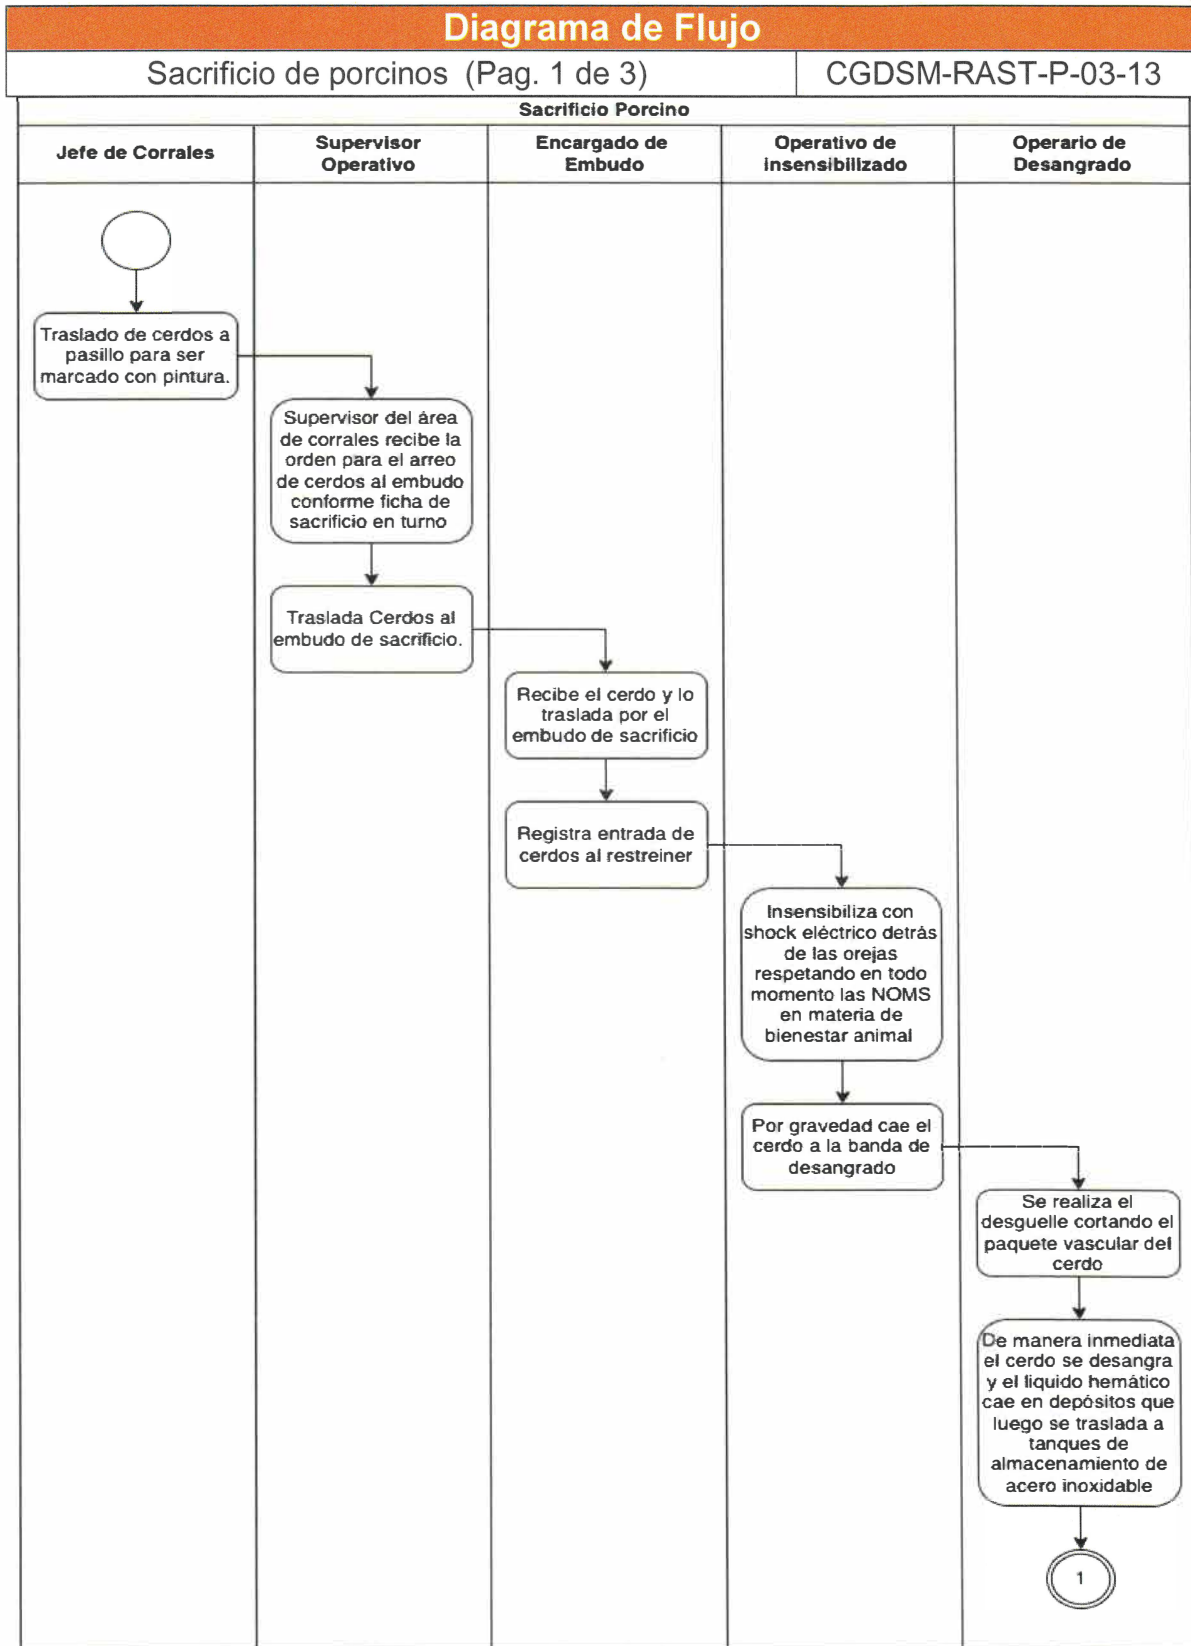 Diagrama de Flujo
Sacrificio de porcinos (Pag. 1 de 3)
CGDSM-RAST-P-03-13
Sacrificio Porcino
Jefe de Corrales
Supervisor
Operativo
Encargado de
Embudo
Operativo de
insensibilizado
Operario de
Desangrado
Traslado de cerdos a
pasillo para ser
marcado con pintura.
Supervisor del área
de corrales recibe la
orden para el arreo
de cerdos al embudo
conforme ficha de
sacrificio en turno
Traslada Cerdos al
embudo de sacrificio.
Recibe el cerdo y lo
traslada por el
embudo de sacrificio
Registra entrada de
cerdos al restreiner
Insensibiliza con
shock eléctrico detrás
de las orejas
respetando en todo
momento las NOMS
en materia de
bienestar animal
Por gravedad cae el
cerdo a la banda de
desangrado
Se realiza el
desguelle cortando el
paquete vascular del
cerdo
De manera inmediata
el cerdo se desangra
y el liquido hemático
cae en depósitos que
luego se traslada a
tanques de
almacenamiento de
acero inoxidable
1